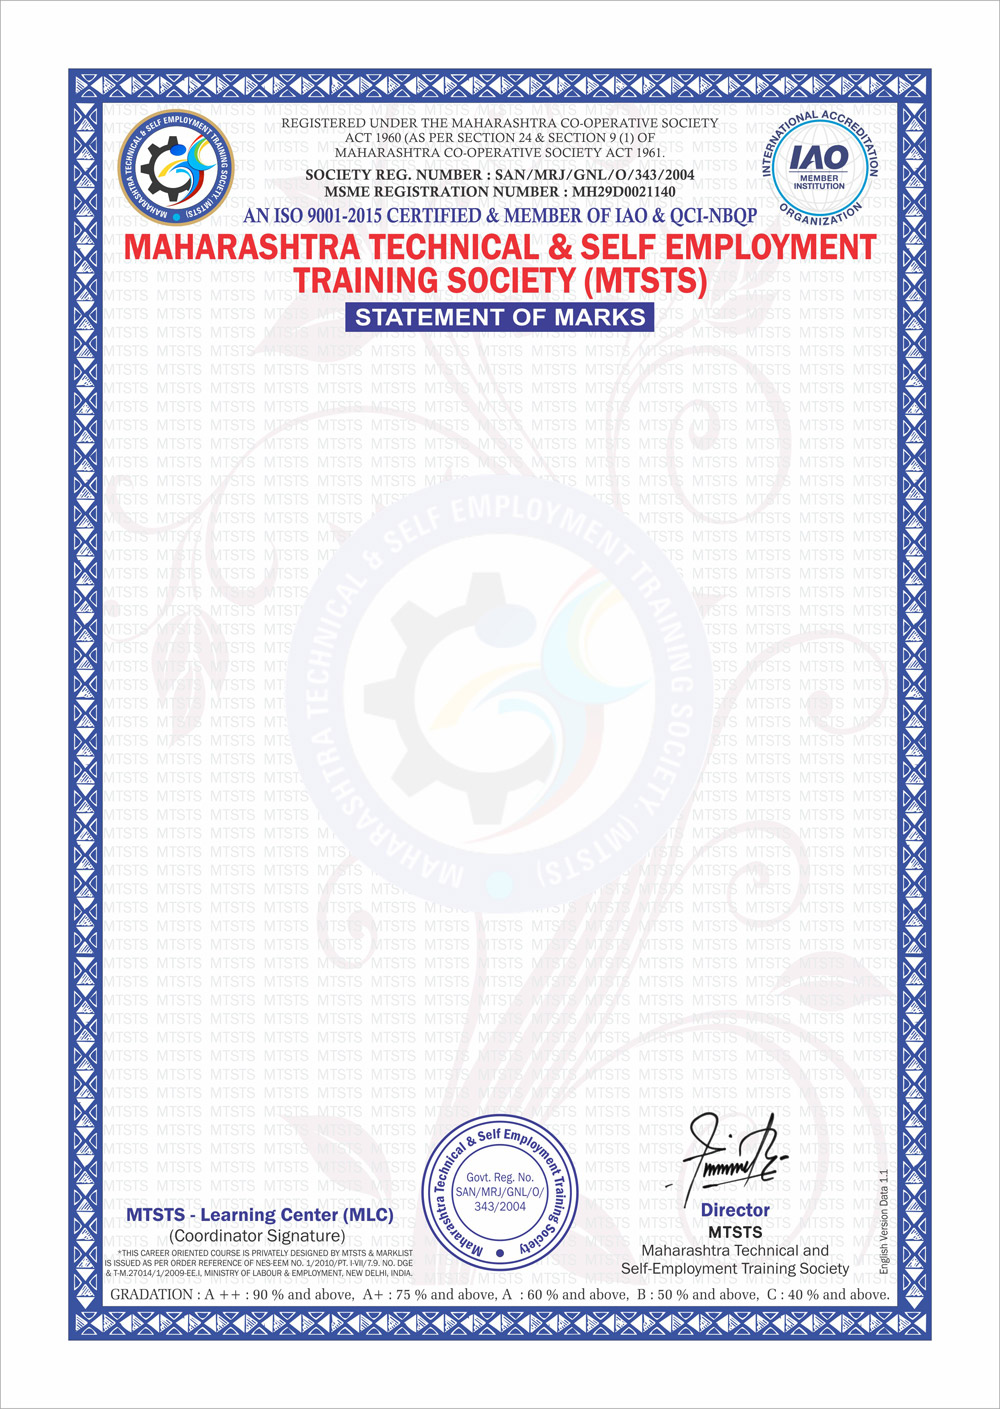 REGISTERED UNDER THE MAHARASHTRA CO-OPERATIVE SOCIETY
ACT 1960 (AS PER SECTION 24 & SECTION 9 (1) OF
MAHARASHTRA CO-OPERATIVE SOCIETY ACT 1961.
SOCIETY REG. NUMBER : SAN/MRJ/GNL/O/343/2004
MSME REGISTRATION NUMBER : MH29D0021140
AN ISO 9001-2015 CERTIFIED & MEMBER OF IAO & QCI-NBQP
MAHARASHTRA TECHNICAL & SELF EMPLOYMENT TRAINING SOCIETY (MTSTS)
INTERNATIONAL ACCREDITATION
IAO
MEMBER
INSTITUTION
ORGANIZATION
MAHARASHTRA TECHNICAL & SELF EMPLOYMENT
TRAINING SOCIETY (MTSTS)
STATEMENT OF MARKS
MAHARASHTRA TECHNICAL & SELF EMPLOYMENT TRAINING SOCIETY. (MTSTS)
Maharashtra Technical & Self Employment Training Society
Govt. Reg. No.
SAN/MRJ/GNL/O/
343/2004
MTSTS - Learning Center (MLC)
(Coordinator Signature)
*THIS CAREER ORIENTED COURSE IS PRIVATELY DESIGNED BY MTSTS & MARKLIST
IS ISSUED AS PER ORDER REFERENCE OF NES-EEM NO. 1/2010/PT. I-VII/7.9. NO. DGE
& T-M.27014/1/2009-EE.I, MINISTRY OF LABOUR & EMPLOYMENT, NEW DELHI, INDIA.
Director
MTSTS
Maharashtra Technical and
Self-Employment Training Society
English Version Data 1.1
GRADATION : A ++ : 90 % and above, A+ : 75 % and above, A : 60 % and above, B : 50 % and above, C : 40 % and above.